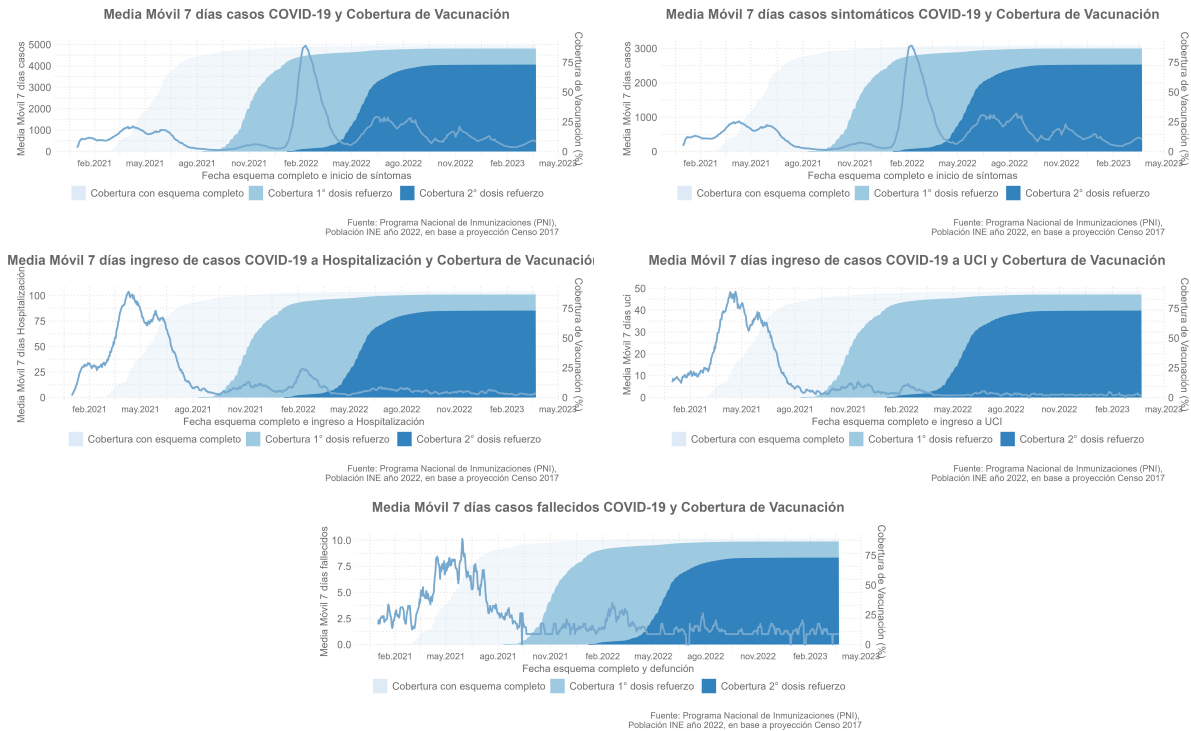 Media Móvil 7 días casos COVID-19 y Cobertura de Vacunación
Media Móvil 7 días casos
5000
4000
3000
2000
1000
0
Cobertura de Vacunación (%)
75
50
25
0
feb.2021 may.2021 ago.2021 nov.2021 feb.2022 may.2022 ago.2022 nov.2022 feb.2023 may.2023
Fecha esquema completo e inicio de síntomas
Cobertura con esquema completo Cobertura 1° dosis refuerzo Cobertura 2° dosis refuerzo
Fuente: Programa Nacional de Inmunizaciones (PNI),
Población INE año 2022, en base a proyección Censo 2017
Media Móvil 7 días casos sintomáticos COVID-19 y Cobertura de Vacunación
Media Móvil 7 días casos
3000
2000
1000
0
Cobertura de Vacunación (%)
75
50
25
0
feb.2021 may.2021 ago.2021 nov.2021 feb.2022 may.2022 ago.2022 nov.2022 feb.2023 may.2023
Fecha esquema completo e inicio de síntomas
Cobertura con esquema completo Cobertura 1° dosis refuerzo Cobertura 2° dosis refuerzo
Fuente: Programa Nacional de Inmunizaciones (PNI),
Población INE año 2022, en base a proyección Censo 2017
Media Móvil 7 días ingreso de casos COVID-19 a Hospitalización y Cobertura de Vacunación
Media Móvil 7 días Hospitalización
100
75
50
25
0
Cobertura de Vacunación (%)
75
50
25
0
feb.2021 may.2021 ago.2021 nov.2021 feb.2022 may.2022 ago.2022 nov.2022 feb.2023 may.2023
Fecha esquema completo e ingreso a Hospitalización
Cobertura con esquema completo Cobertura 1° dosis refuerzo Cobertura 2° dosis refuerzo
Fuente: Programa Nacional de Inmunizaciones (PNI),
Población INE año 2022, en base a proyección Censo 2017
Media Móvil 7 días ingreso de casos COVID-19 a UCI y Cobertura de Vacunación
Media Móvil 7 días uci
50
40
30
20
10
0
Cobertura de Vacunación (%)
75
50
25
0
feb.2021 may.2021 ago.2021 nov.2021 feb.2022 may.2022 ago.2022 nov.2022 feb.2023 may.2023
Fecha esquema completo e ingreso a UCI
Cobertura con esquema completo Cobertura 1° dosis refuerzo Cobertura 2° dosis refuerzo
Fuente: Programa Nacional de Inmunizaciones (PNI),
Población INE año 2022, en base a proyección Censo 2017
Media Móvil 7 días casos fallecidos COVID-19 y Cobertura de Vacunación
Media Móvil 7 días fallecidos
10.0
7.5
5.0
2.5
0.0
Cobertura de Vacunación (%)
75
50
25
0
feb.2021 may.2021 ago.2021 nov.2021 feb.2022 may.2022 ago.2022 nov.2022 feb.2023 may.2023
Fecha esquema completo y defunción
Cobertura con esquema completo Cobertura 1° dosis refuerzo Cobertura 2° dosis refuerzo
Fuente: Programa Nacional de Inmunizaciones (PNI),
Población INE año 2022, en base a proyección Censo 2017